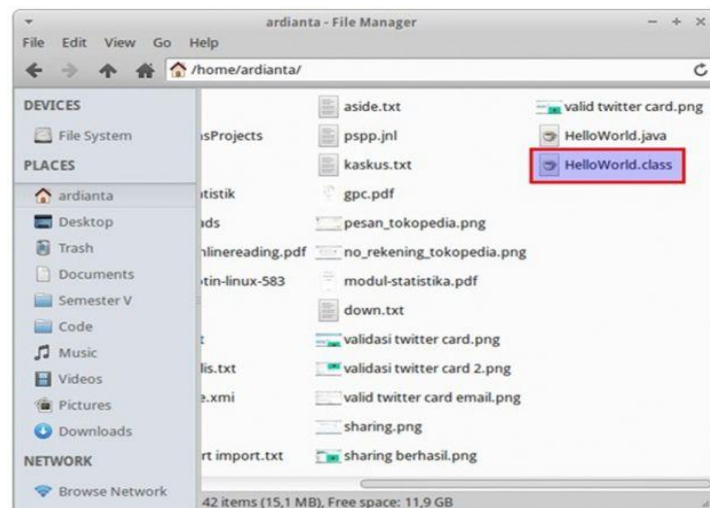 ardianta - File Manager
File Edit View Go Help
/home/ardianta/
DEVICES
File System
PLACES
ardianta
Desktop
Trash
Documents
Semester V
Code
Music
Videos
Pictures
Downloads
NETWORK
Browse Network
sProjects
tistik
ds
nlinereading.pdf
tin-linux-583
t
lis.txt
e.xmi
rt import.txt
aside.txt
pspp.jnl
kaskus.txt
gpc.pdf
pesan_tokopedia.png
no_rekening_tokopedia.png
modul-statistika.pdf
down.txt
validasi twitter card.png
validasi twitter card 2.png
valid twitter card email.png
sharing.png
sharing berhasil.png
valid twitter card.png
HelloWorld.java
HelloWorld.class
42 items (15,1 MB), Free space: 11,9 GB